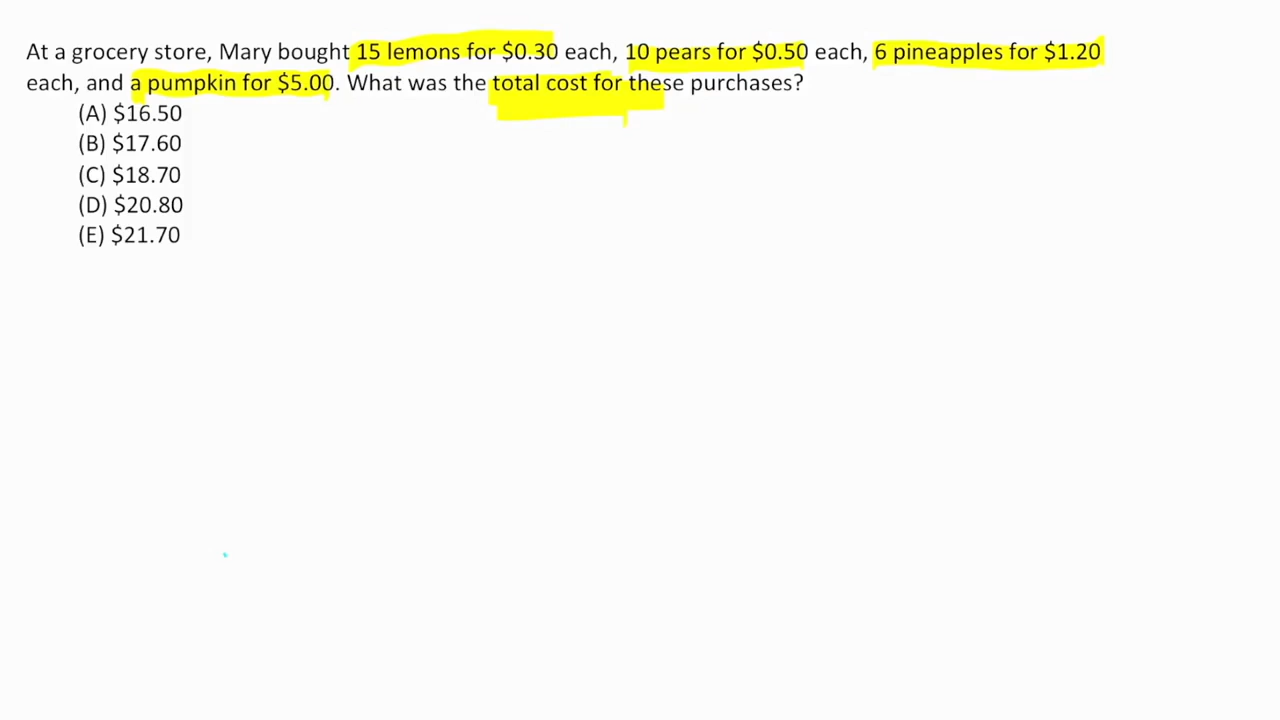 At a grocery store, Mary bought 15 lemons for $0.30 each, 10 pears for $0.50 each, 6 pineapples for $1.20
each, and a pumpkin for $5.00. What was the total cost for these purchases?
(A) $16.50
(B) $17.60
(C) $18.70
(D) $20.80
(E) $21.70